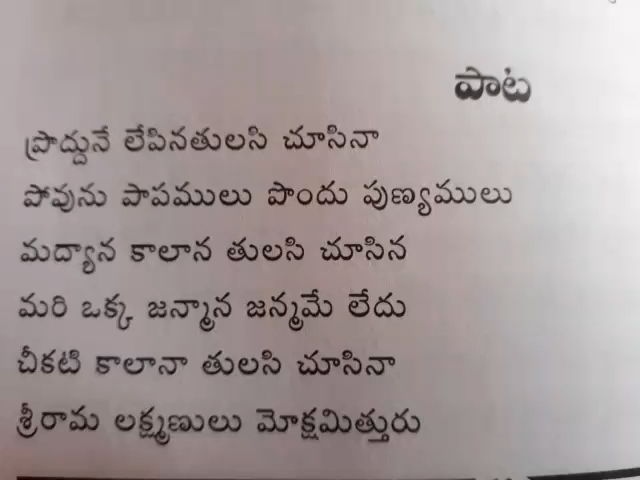 పాట
ప్రొద్దునే లేపినతులసి చూసినా
పోవును పాపములు పొందు పుణ్యములు
మద్యాన కాలాన తులసి చూసిన
మరి ఒక్క జన్మాన జన్మమే లేదు
చీకటి కాలానా తులసి చూసినా
శ్రీరామ లక్ష్మణులు మోక్షమిత్తురు